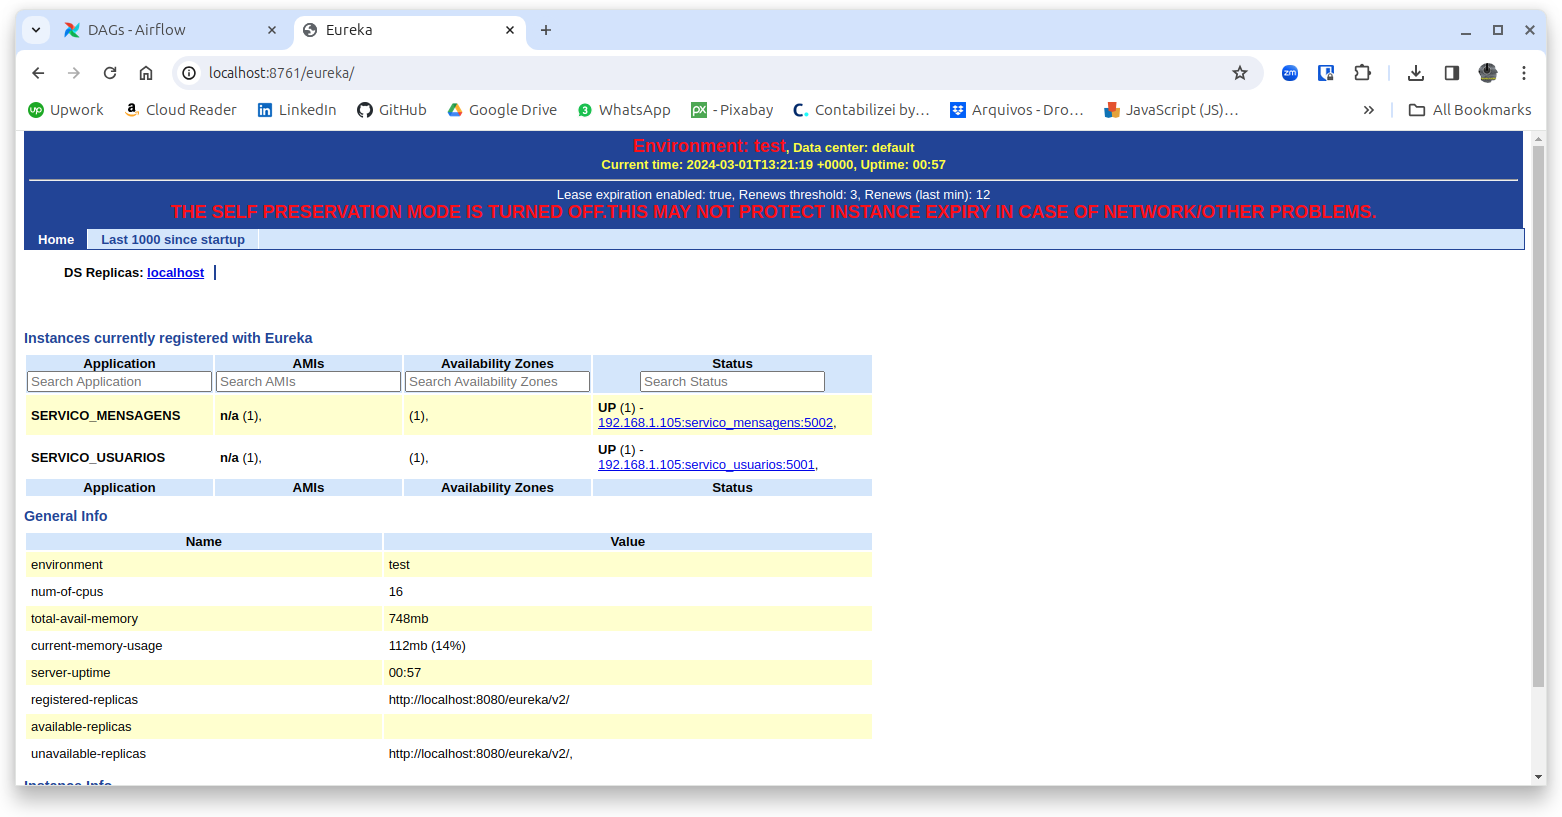 DAGs - Airflow
Eureka
localhost:8761/eureka/
zm
Upwork
Cloud Reader
LinkedIn
GitHub
Google Drive
WhatsApp
- Pixabay
Contabilizei by…
Arquivos - Dro…
JavaScript (JS)…
»
All Bookmarks
Environment: test, Data center: default
Current time: 2024-03-01T13:21:19 +0000, Uptime: 00:57
Lease expiration enabled: true, Renews threshold: 3, Renews (last min): 12
THE SELF PRESERVATION MODE IS TURNED OFF.THIS MAY NOT PROTECT INSTANCE EXPIRY IN CASE OF NETWORK/OTHER PROBLEMS.
Home Last 1000 since startup
DS Replicas: localhost
Instances currently registered with Eureka
Application AMIs Availability Zones Status
Search Application Search AMIs Search Availability Zones Search Status
SERVICO_MENSAGENS n/a (1), (1), UP (1) -
192.168.1.105:servico_mensagens:5002,
SERVICO_USUARIOS n/a (1), (1), UP (1) -
192.168.1.105:servico_usuarios:5001,
Application AMIs Availability Zones Status
General Info
Name Value
environment test
num-of-cpus 16
total-avail-memory 748mb
current-memory-usage 112mb (14%)
server-uptime 00:57
registered-replicas http://localhost:8080/eureka/v2/
available-replicas
unavailable-replicas http://localhost:8080/eureka/v2/,
Instance Info